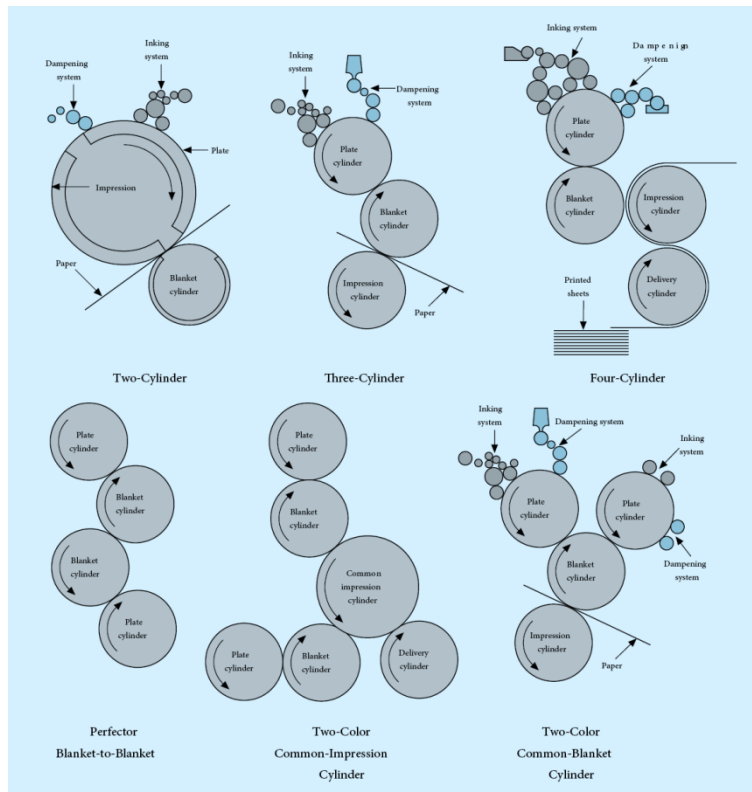 Dampening
system
Inking
system
Plate
Impression
Paper
Blanket
cylinder
Two-Cylinder
Inking
system
Dampening
system
Plate
cylinder
Blanket
cylinder
Impression
cylinder
Paper
Three-Cylinder
Inking system
Dampenign
system
Plate
cylinder
Blanket
cylinder
Impression
cylinder
Delivery
cylinder
Printed
sheets
Four-Cylinder
Plate
cylinder
Blanket
cylinder
Blanket
cylinder
Plate
cylinder
Perfector
Blanket-to-Blanket
Plate
cylinder
Blanket
cylinder
Common
impression
cylinder
Plate
cylinder
Blanket
cylinder
Delivery
cylinder
Two-Color
Common-Impression
Cylinder
Inking
system
Dampening system
Inking
system
Plate
cylinder
Plate
cylinder
Blanket
cylinder
Dampening
system
Impression
cylinder
Paper
Two-Color
Common-Blanket
Cylinder